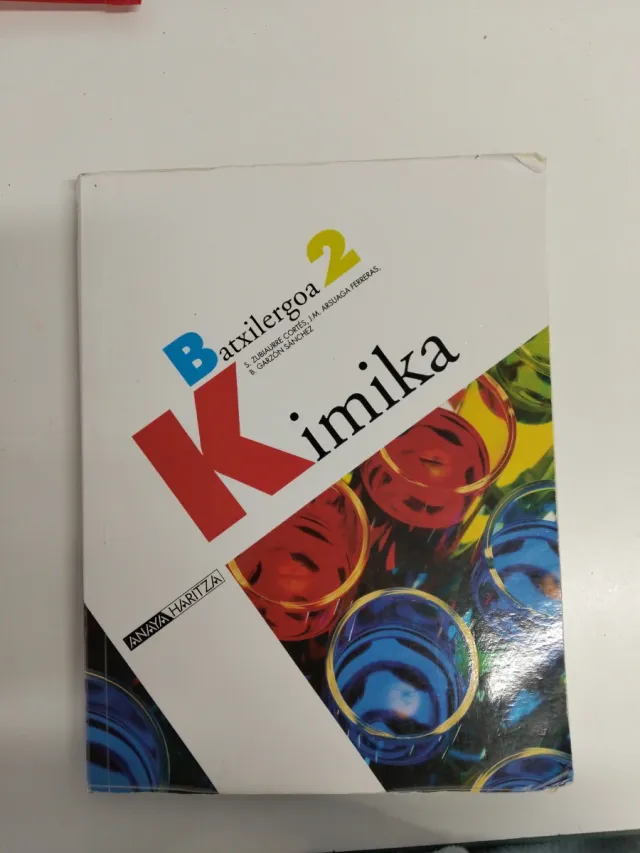 Batxilergoa 2
S. ZUBIAURRE CORTÉS, J.M. ARSUAGA FERRERAS,
B. GARZÓN SÁNCHEZ
Kimika
ANAYA HARITZA